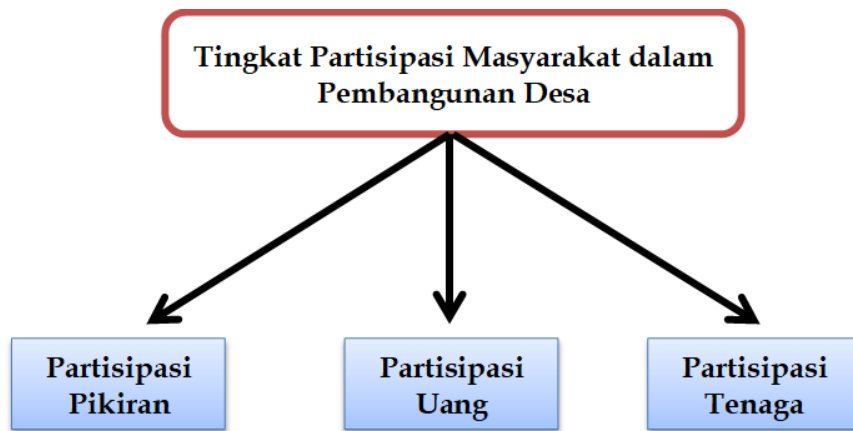 Tingkat Partisipasi Masyarakat dalam
Pembangunan Desa
Partisipasi
Pikiran
Partisipasi
Uang
Partisipasi
Tenaga